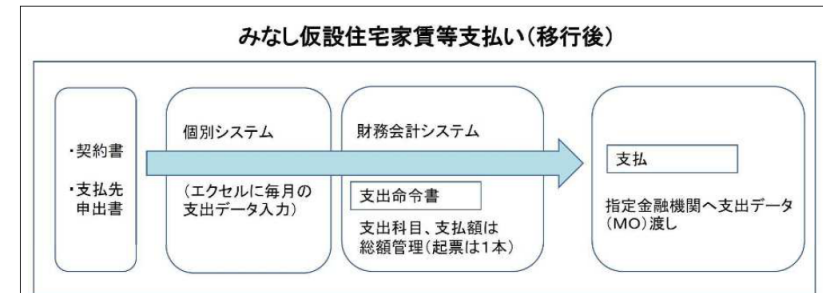 みなし仮設住宅家賃等支払い(移行後)
・契約書
・支払先
申出書
個別システム
(エクセルに毎月の
支出データ入力)
財務会計システム
支出命令書
支出科目、支払額は
総額管理(起票は1本)
支払
指定金融機関へ支出データ
(MO)渡し